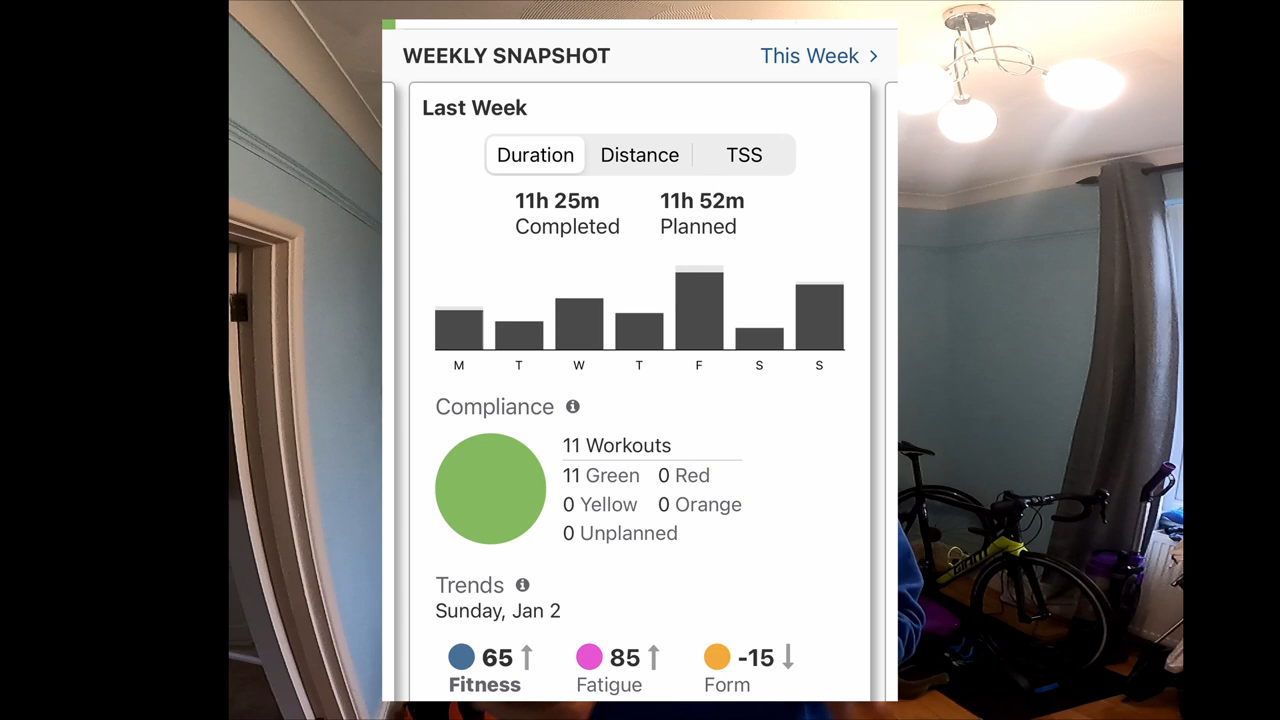 WEEKLY SNAPSHOT
This Week >
Last Week
Duration Distance TSS
11h 25m 11h 52m
Completed Planned
M T W T F S S
Compliance
11 Workouts
11 Green 0 Red
0 Yellow 0 Orange
0 Unplanned
Trends
Sunday, Jan 2
65 ↑ 85 ↑ -15 ↓
Fitness Fatigue Form
GIANT